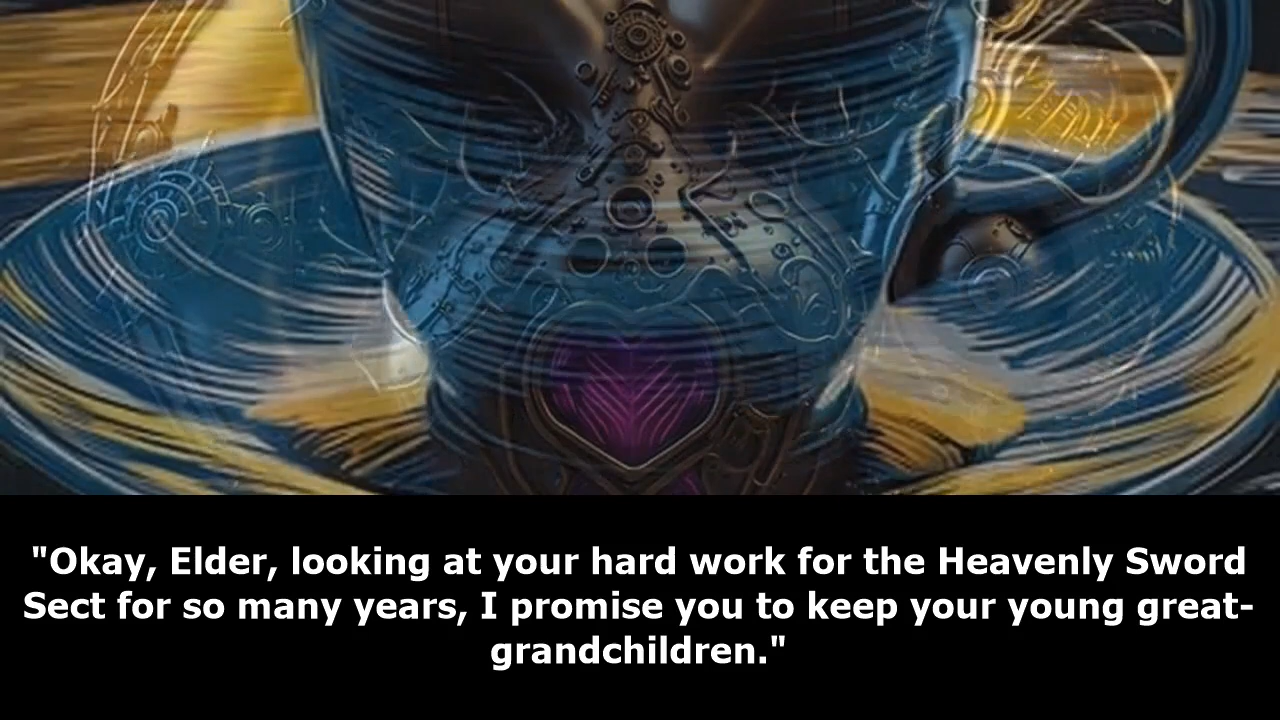 "Okay, Elder, looking at your hard work for the Heavenly Sword
Sect for so many years, I promise you to keep your young great-
grandchildren."